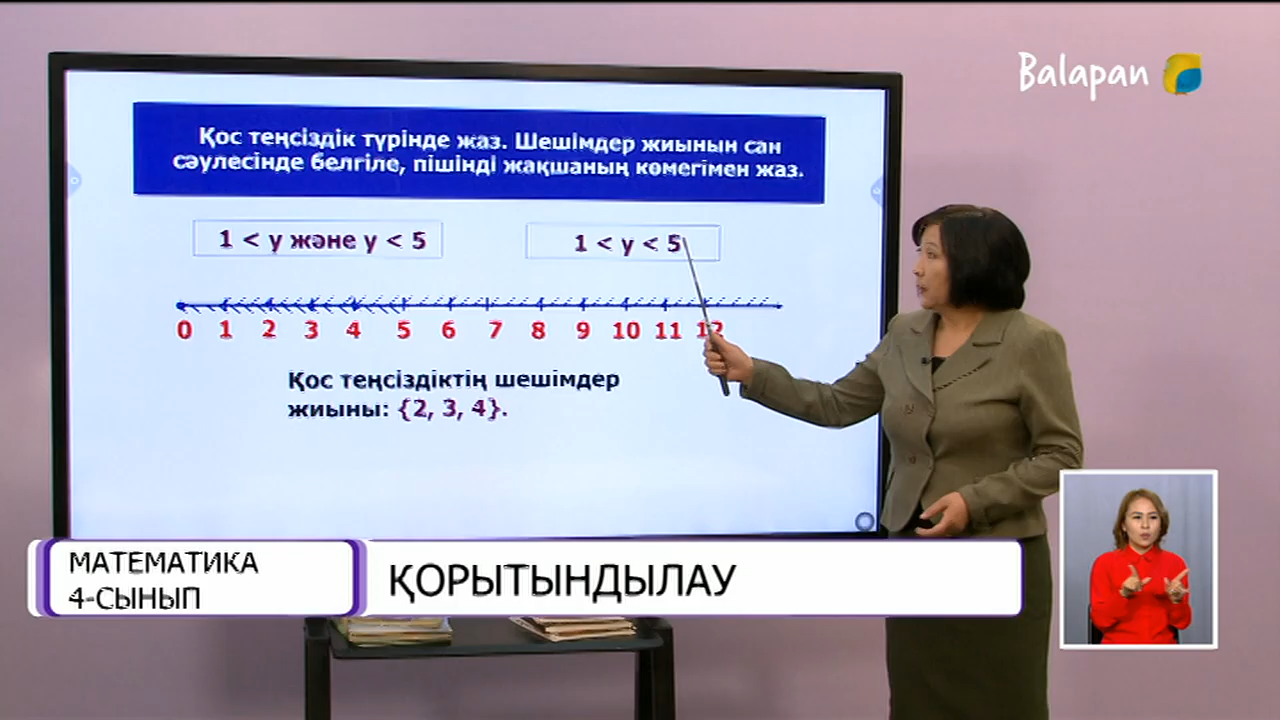 Balapan
Қос теңсіздік түрінде жаз. Шешімдер жиынын сан
сәулесінде белгіле, пішінді жақшаның көмегімен жаз.
1 < y және y < 5
1 < y < 5
0 1 2 3 4 5 6 7 8 9 10 11 12
Қос теңсіздіктің шешімдер
жиыны: {2, 3, 4}.
МАТЕМАТИКА
4-СЫНЫП
ҚОРЫТЫНДЫЛАУ